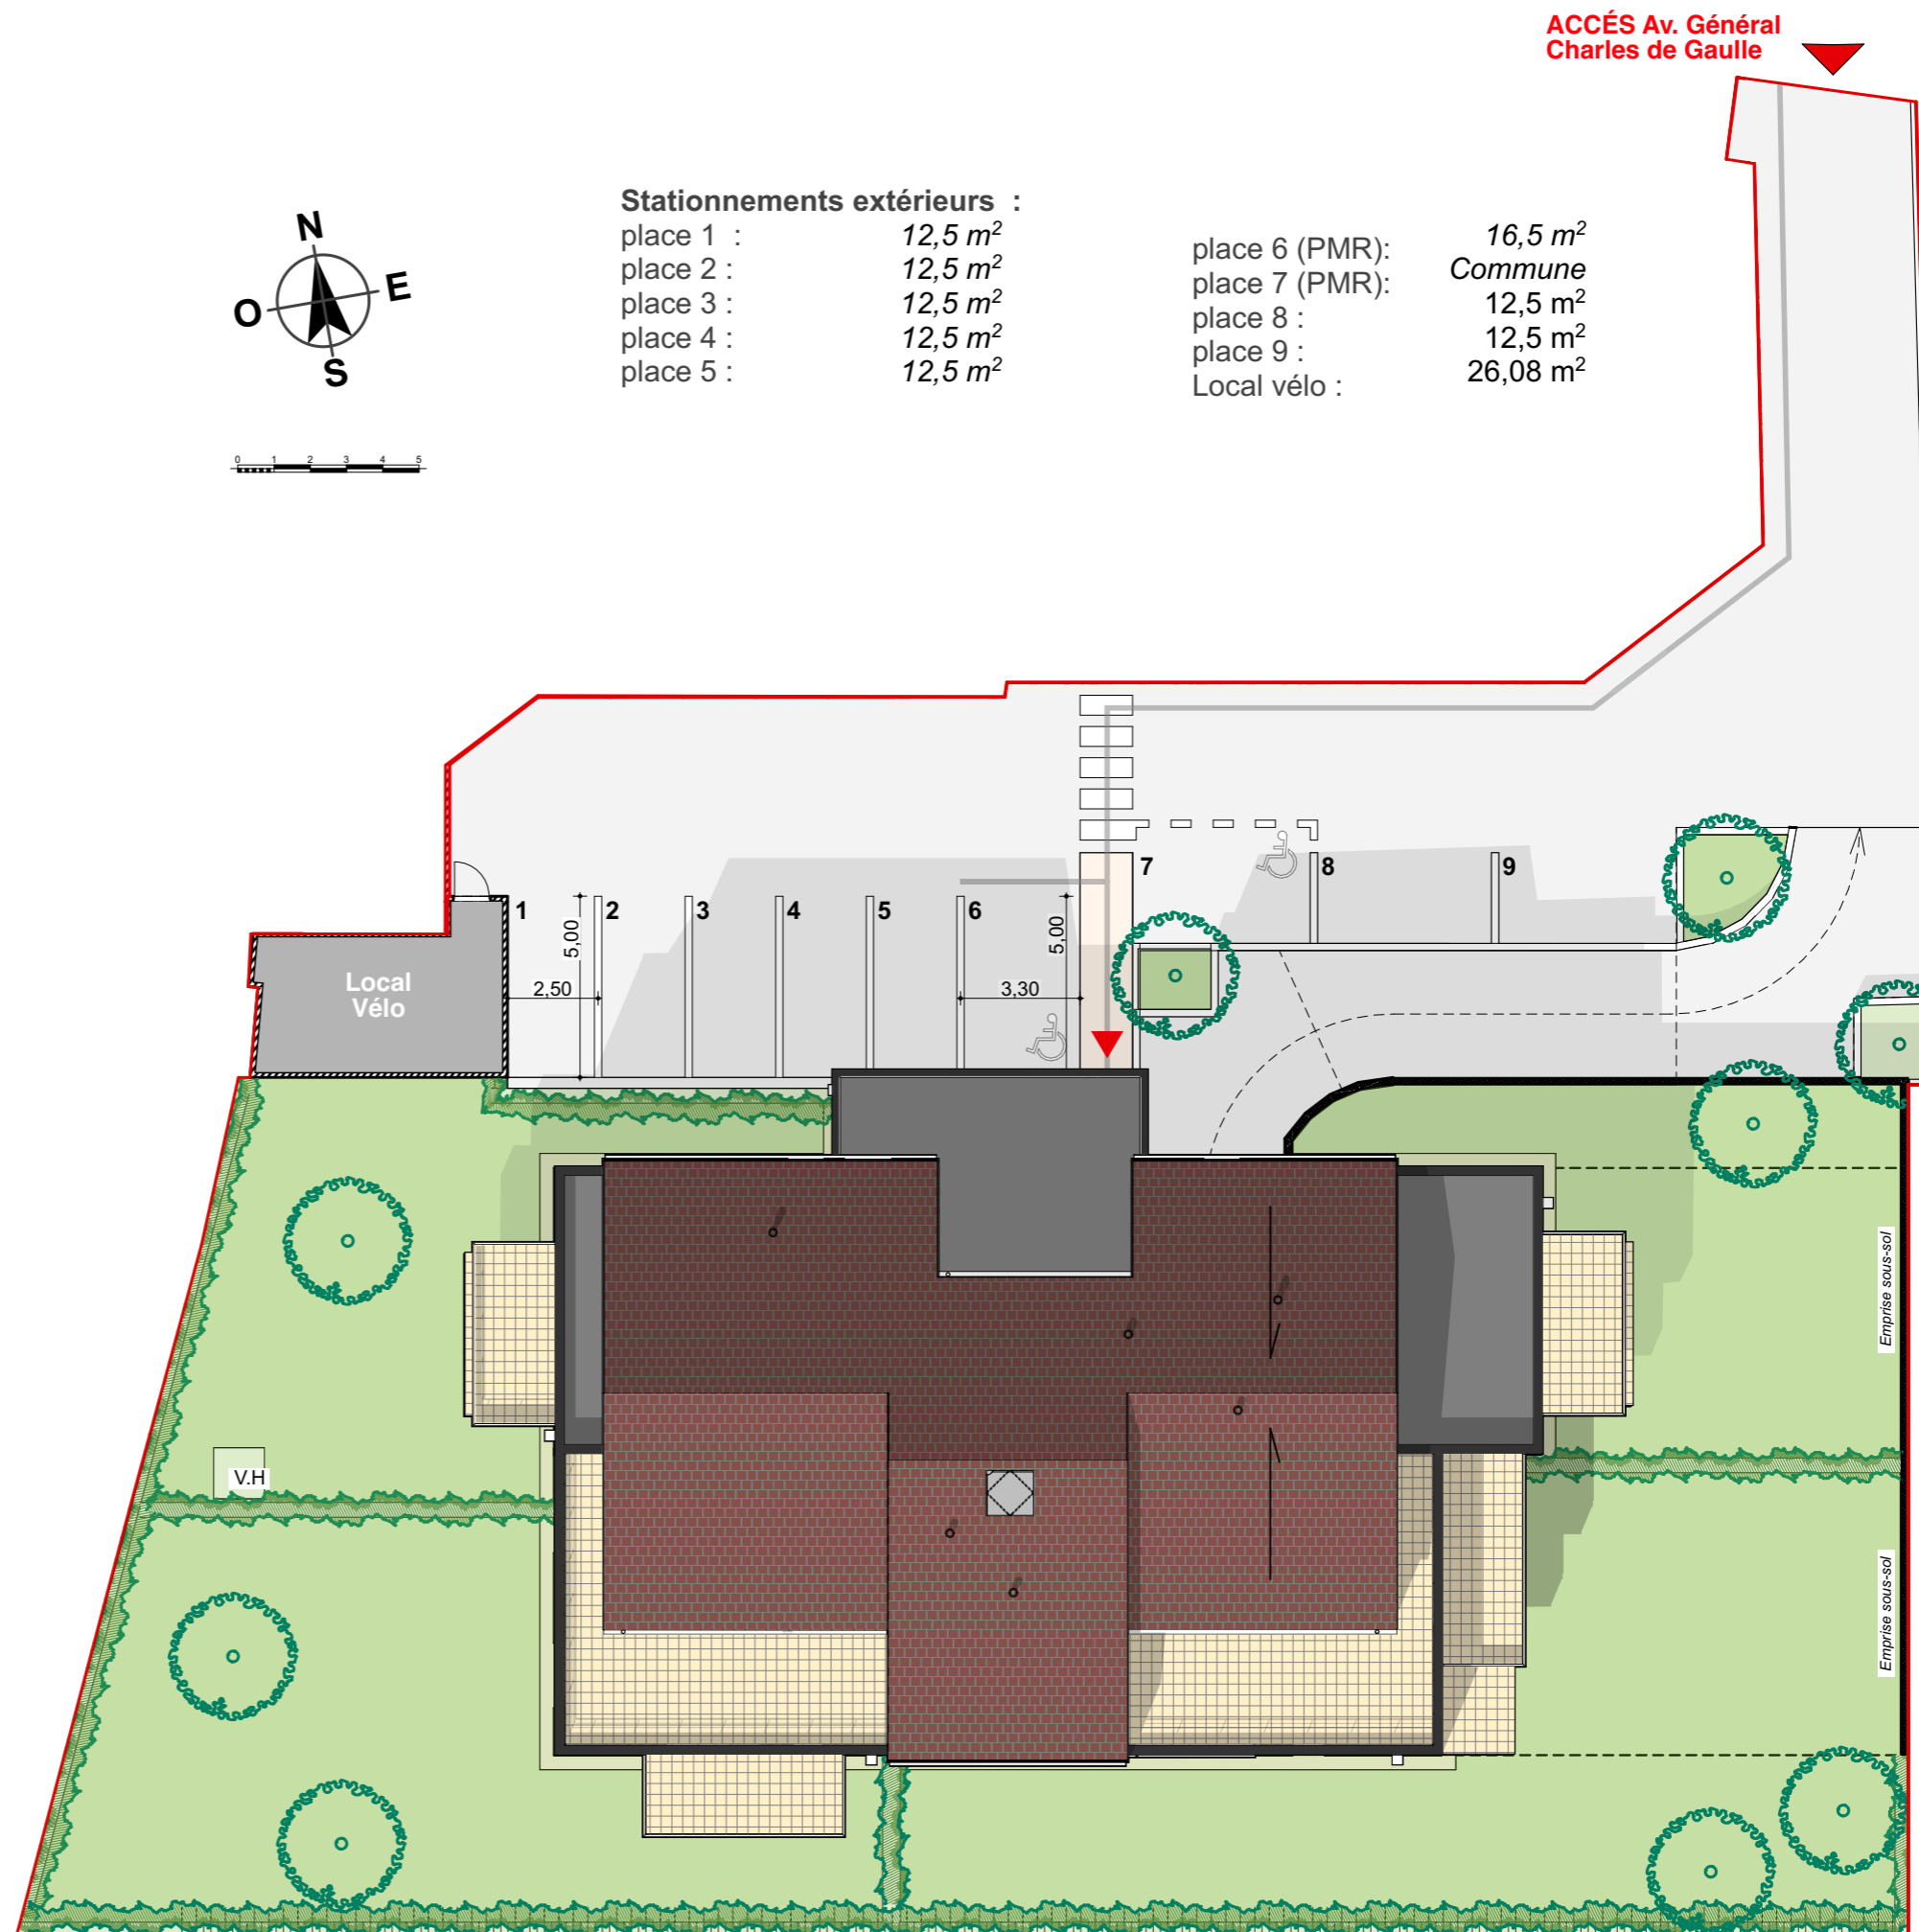 ACCÉS Av. Général
Charles de Gaulle
N
E
O
S
0 1 2 3 4 5
Stationnements extérieurs :
place 1 : 12,5 m²
place 2 : 12,5 m²
place 3 : 12,5 m²
place 4 : 12,5 m²
place 5 : 12,5 m²
place 6 (PMR): 16,5 m²
place 7 (PMR): Commune
place 8 : 12,5 m²
place 9 : 12,5 m²
Local vélo : 26,08 m²
7
8
9
1
2
3
4
5
6
5,00
5,00
2,50
3,30
Local
Vélo
V.H
Emprise sous-sol
Emprise sous-sol